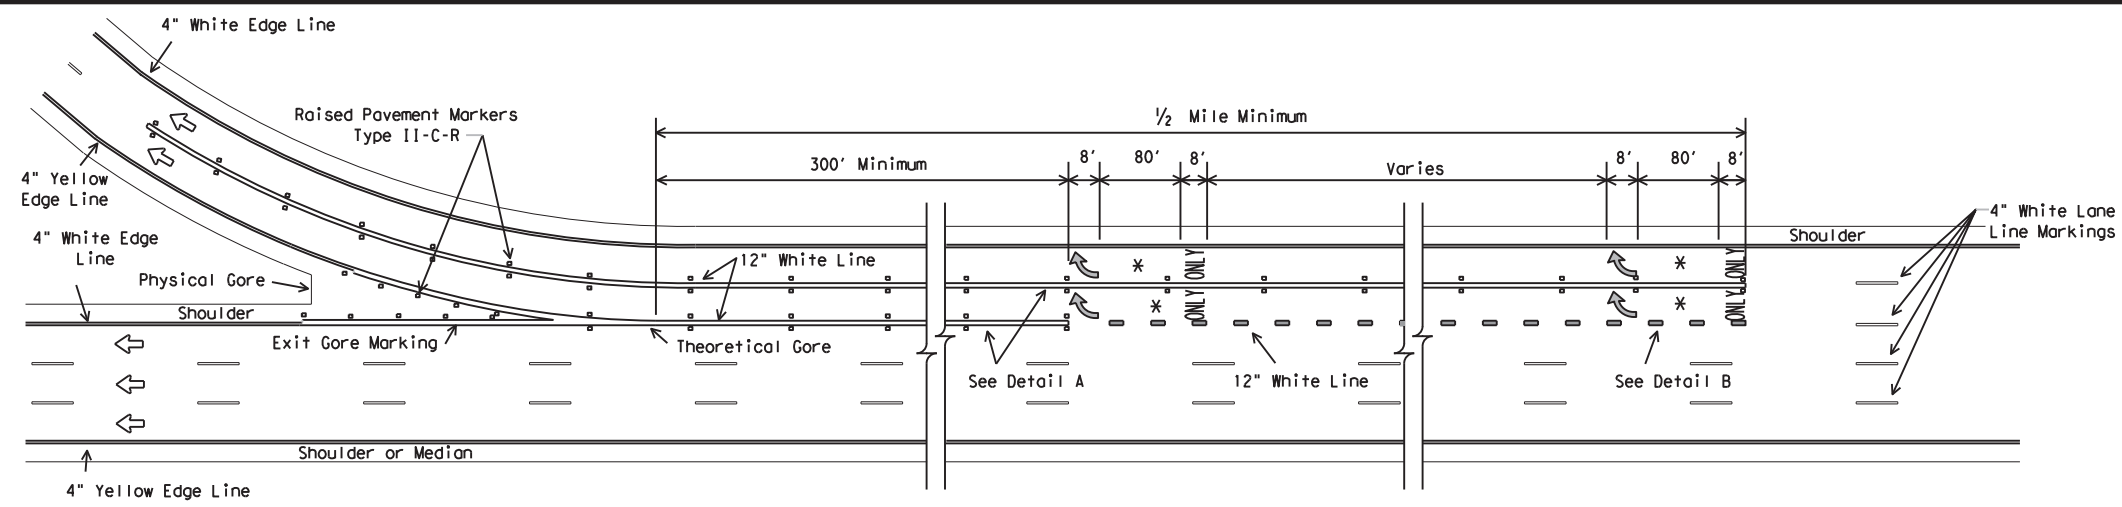 4" White Edge Line
Raised Pavement Markers
Type II-C-R
½ Mile Minimum
300' Minimum
8'
80'
8'
Varies
8'
80'
8'
4" Yellow
Edge Line
4" White Edge
Line
Physical Gore
Shoulder
Exit Gore Marking
12" White Line
Theoretical Gore
ONLY
ONLY
*
*
See Detail A
12" White Line
*
*
ONLY
ONLY
See Detail B
Shoulder
4" White Lane
Line Markings
Shoulder or Median
4" Yellow Edge Line